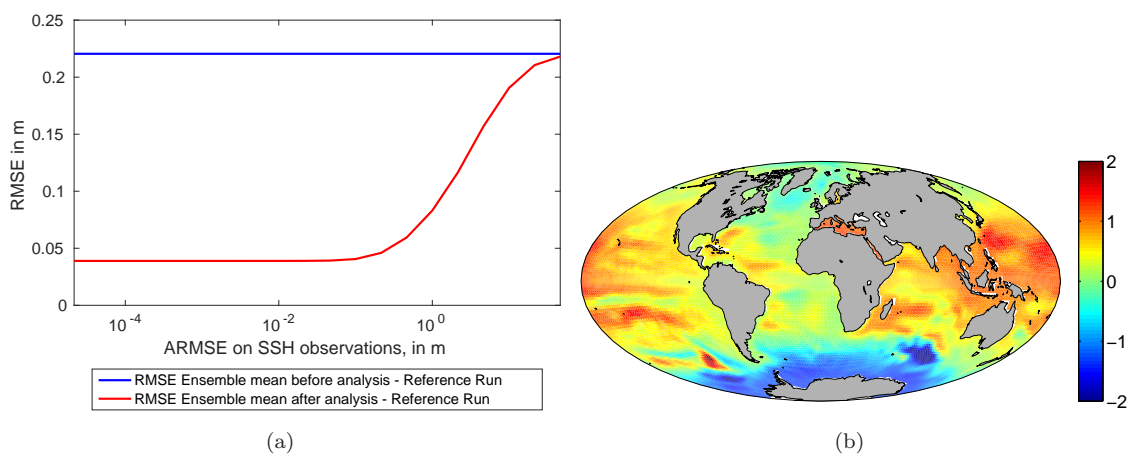 0.25
0.2
0.15
0.1
0.05
0
RMSE in m
10^-4
10^-2
10^0
ARMSE on SSH observations, in m
RMSE Ensemble mean before analysis - Reference Run
RMSE Ensemble mean after analysis - Reference Run
(a)
2
1
0
−1
−2
(b)